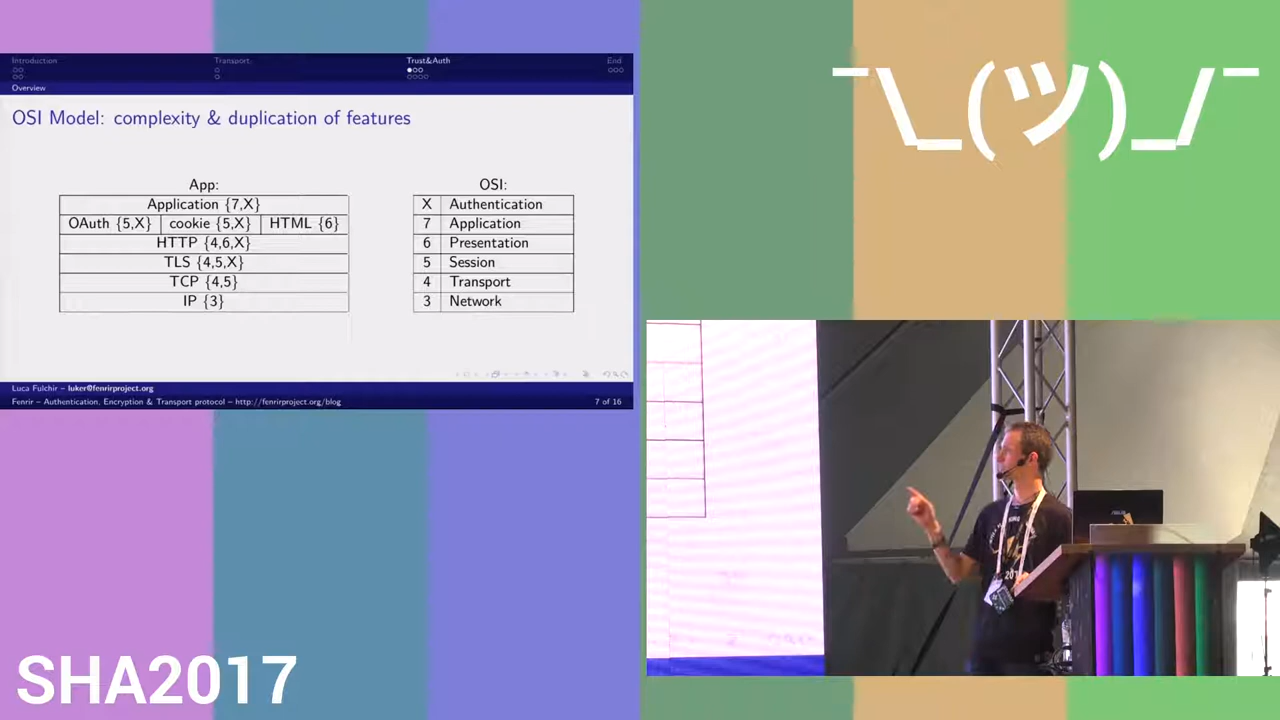 Introduction Transport Trust&Auth End
Overview
OSI Model: complexity & duplication of features
App:
Application {7,X}
OAuth {5,X} cookie {5,X} HTML {6}
HTTP {4,6,X}
TLS {4,5,X}
TCP {4,5}
IP {3}
OSI:
X Authentication
7 Application
6 Presentation
5 Session
4 Transport
3 Network
Luca Fulchir – luker@fenrirproject.org
Fenrir – Authentication, Encryption & Transport protocol – http://fenrirproject.org/blog 7 of 16
¯\_(ツ)_/¯
SHA2017